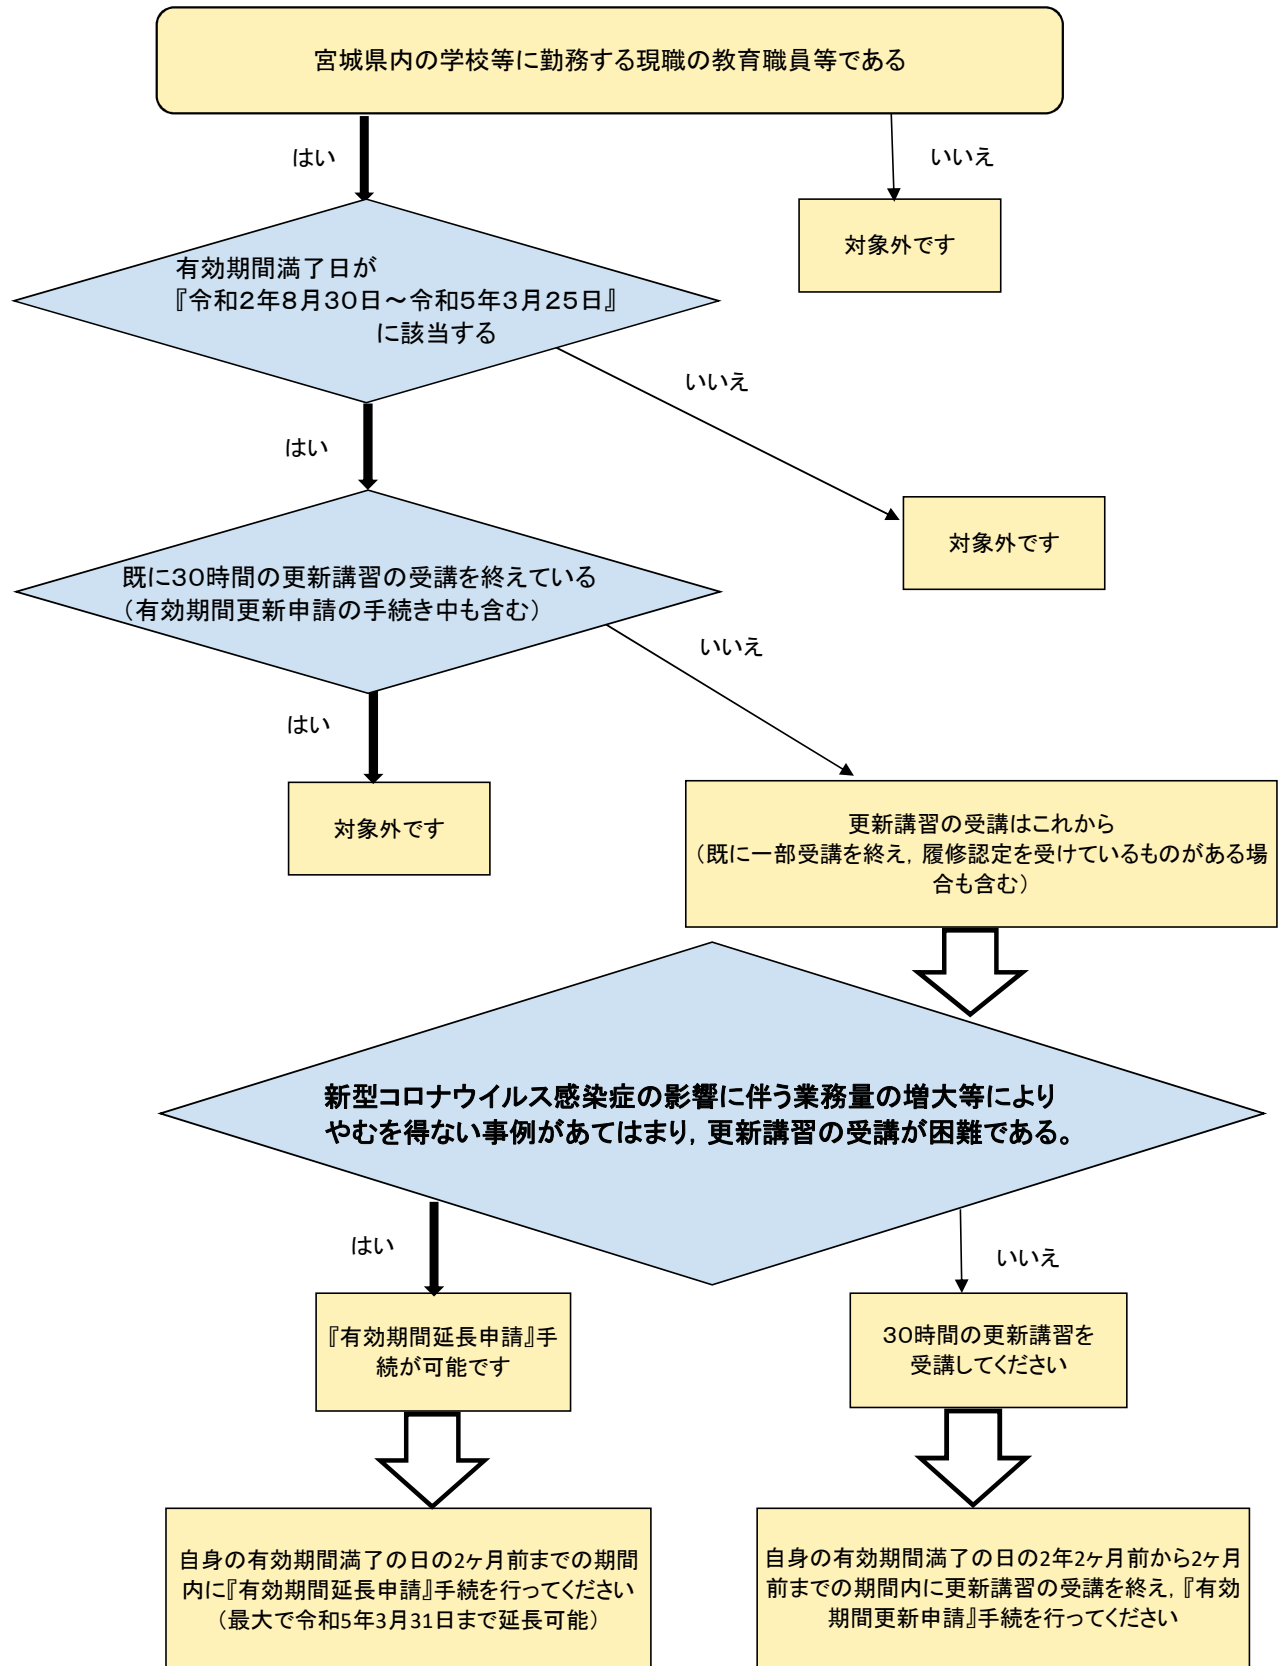 宮城県内の学校等に勤務する現職の教育職員等である
はい
いいえ
対象外です
有効期間満了日が
『令和2年8月30日～令和5年3月25日』
に該当する
いいえ
はい
対象外です
既に30時間の更新講習の受講を終えている
（有効期間更新申請の手続き中も含む）
いいえ
はい
対象外です
更新講習の受講はこれから
（既に一部受講を終え，履修認定を受けているものがある場
合も含む）
新型コロナウイルス感染症の影響に伴う業務量の増大等により
やむを得ない事例があてはまり，更新講習の受講が困難である。
はい
いいえ
『有効期間延長申請』手
続が可能です
30時間の更新講習を
受講してください
自身の有効期間満了の日の2ヶ月前までの期間
内に『有効期間延長申請』手続を行ってください
（最大で令和5年3月31日まで延長可能）
自身の有効期間満了の日の2年2ヶ月前から2ヶ月
前までの期間内に更新講習の受講を終え，『有効
期間更新申請』手続を行ってください